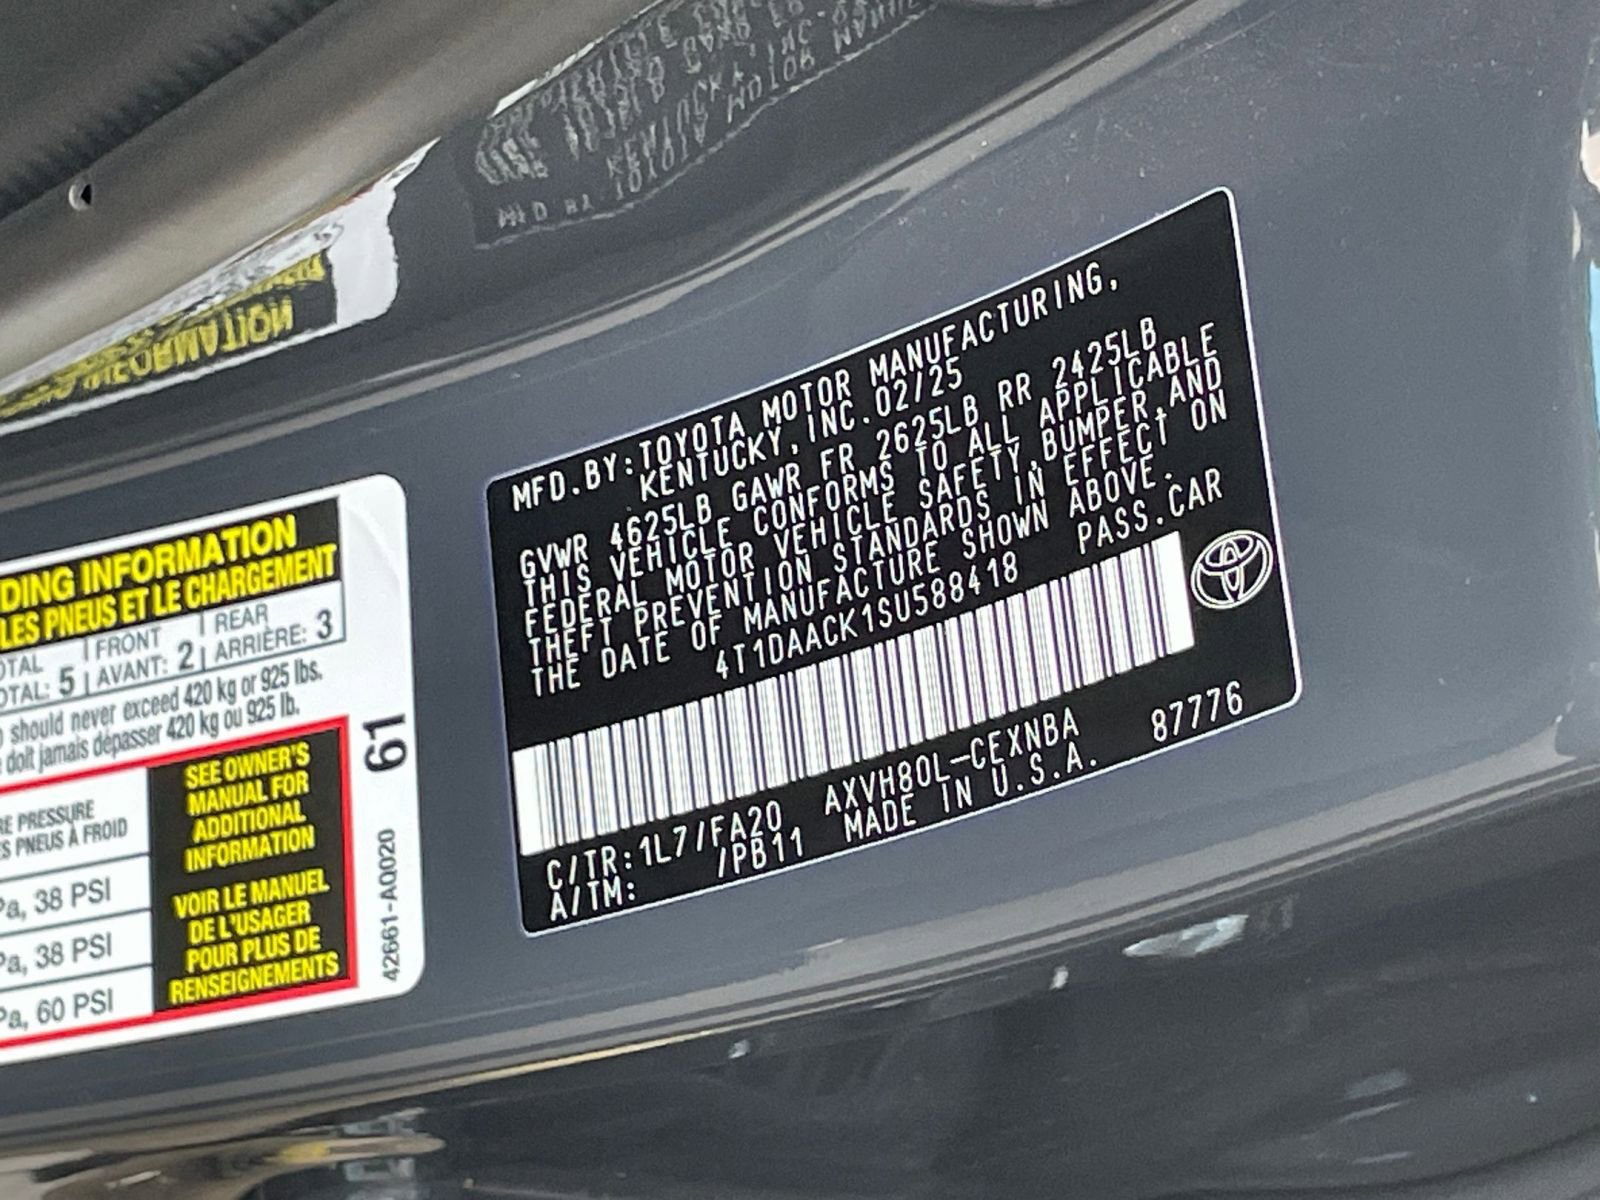 DING INFORMATION
LES PNEUS ET LE CHARGEMENT
FRONT
REAR
OTAL: 5
AVANT: 2
ARRIÈRE: 3
should never exceed 420 kg or 925 lbs.
doit jamais dépasser 420 kg ou 925 lb.
PRESSURE
PNEUS À FROID
Pa, 38 PSI
Pa, 38 PSI
Pa, 60 PSI
SEE OWNER'S
MANUAL FOR
ADDITIONAL
INFORMATION
VOIR LE MANUEL
DE L'USAGER
POUR PLUS DE
RENSEIGNEMENTS
61
42661-AQ020
MFD.BY:TOYOTA MOTOR MANUFACTURING,
KENTUCKY,INC.02/25
GVWR 4625LB GAWR FR 2625LB RR 2425LB
THIS VEHICLE CONFORMS TO ALL APPLICABLE
FEDERAL MOTOR VEHICLE SAFETY,BUMPER,AND
THEFT PREVENTION STANDARDS IN EFFECT ON
THE DATE OF MANUFACTURE SHOWN ABOVE.
4T1DAACK1SU588418 PASS.CAR
C/TR:1L7/FA20 AXVH80L-CEXNBA
A/TM: /PB11 MADE IN U.S.A. 87776